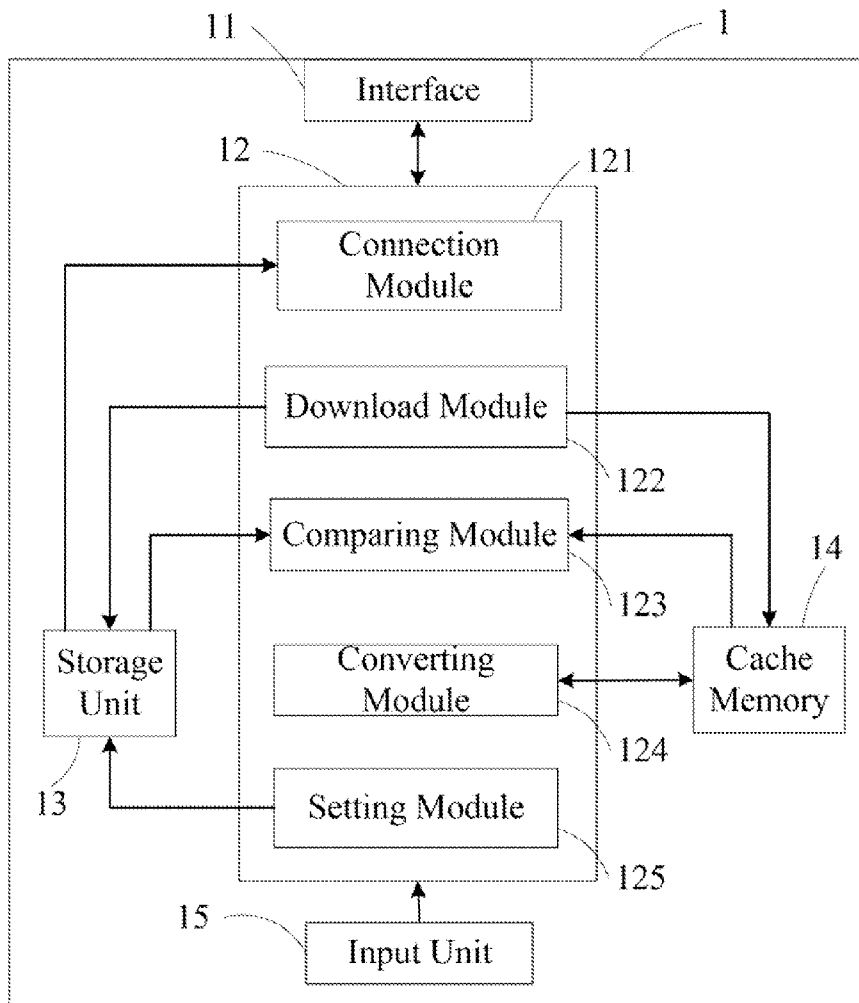 11
1
Interface
12
121
Connection
Module
Download Module
122
Comparing Module
123
14
Storage
Unit
Converting
Module
Cache
Memory
124
13
Setting Module
125
15
Input Unit